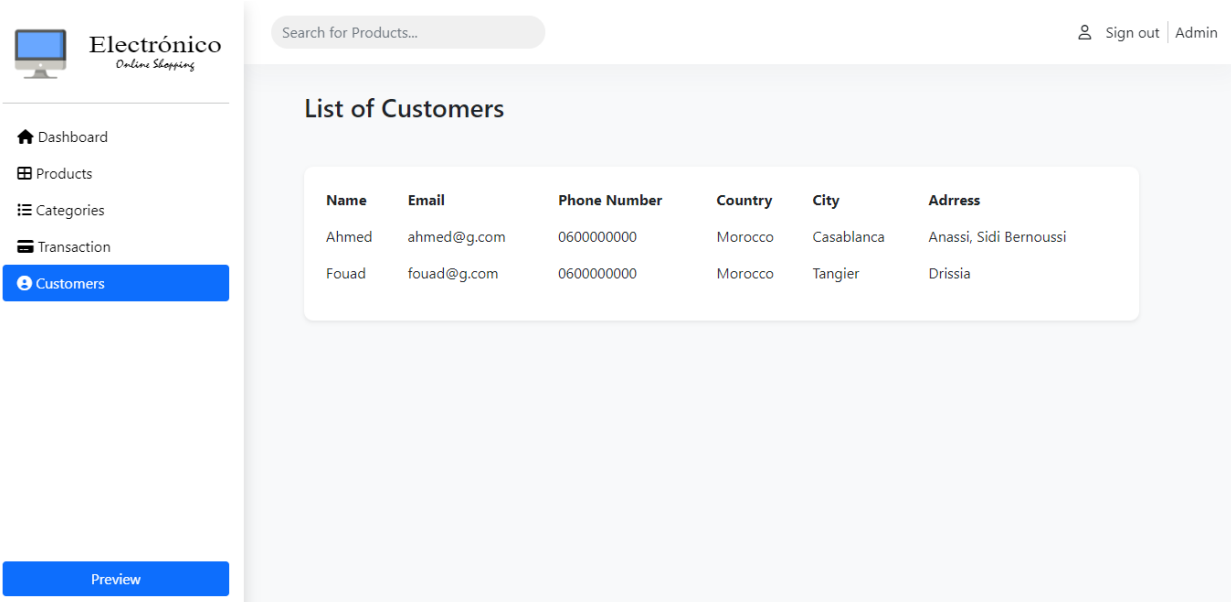 Electrónico
Online Shopping
Dashboard
Products
Categories
Transaction
Customers
Preview
Search for Products...
Sign out Admin
List of Customers
Name Email Phone Number Country City Adrress
Ahmed ahmed@g.com 0600000000 Morocco Casablanca Anassi, Sidi Bernoussi
Fouad fouad@g.com 0600000000 Morocco Tangier Drissia